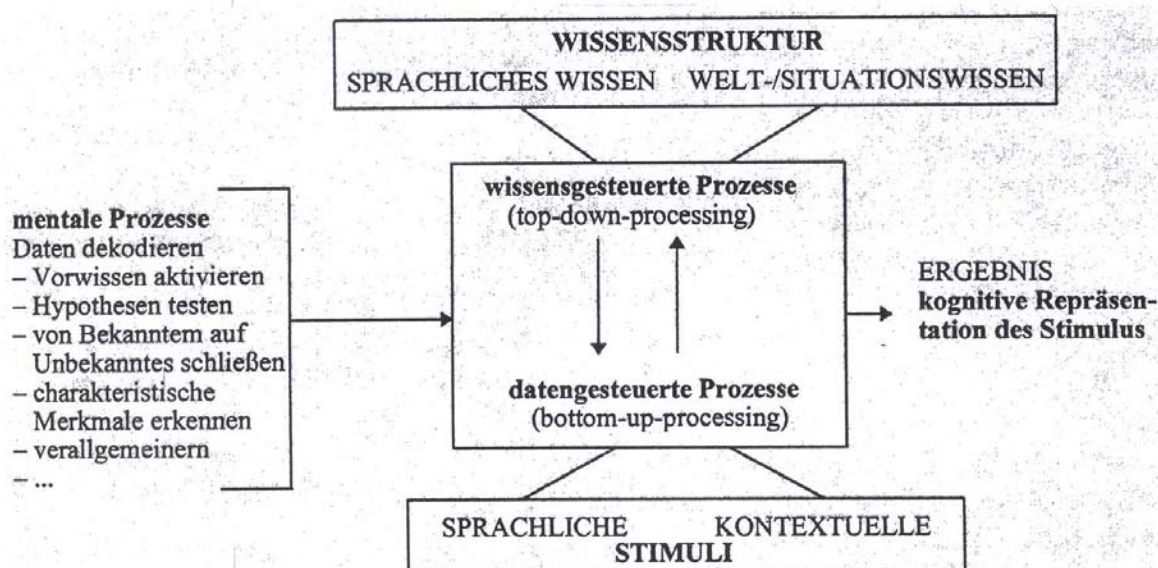 WISSENSSTRUKTUR
SPRACHLICHES WISSEN WELT-/SITUATIONSWISSEN
mentale Prozesse
Daten dekodieren
– Vorwissen aktivieren
– Hypothesen testen
– von Bekanntem auf
Unbekanntes schließen
– charakteristische
Merkmale erkennen
– verallgemeinern
– ...
wissensgesteuerte Prozesse
(top-down-processing)
datengesteuerte Prozesse
(bottom-up-processing)
ERGEBNIS
kognitive Repräsen-
tation des Stimulus
SPRACHLICHE KONTEXTUELLE
STIMULI